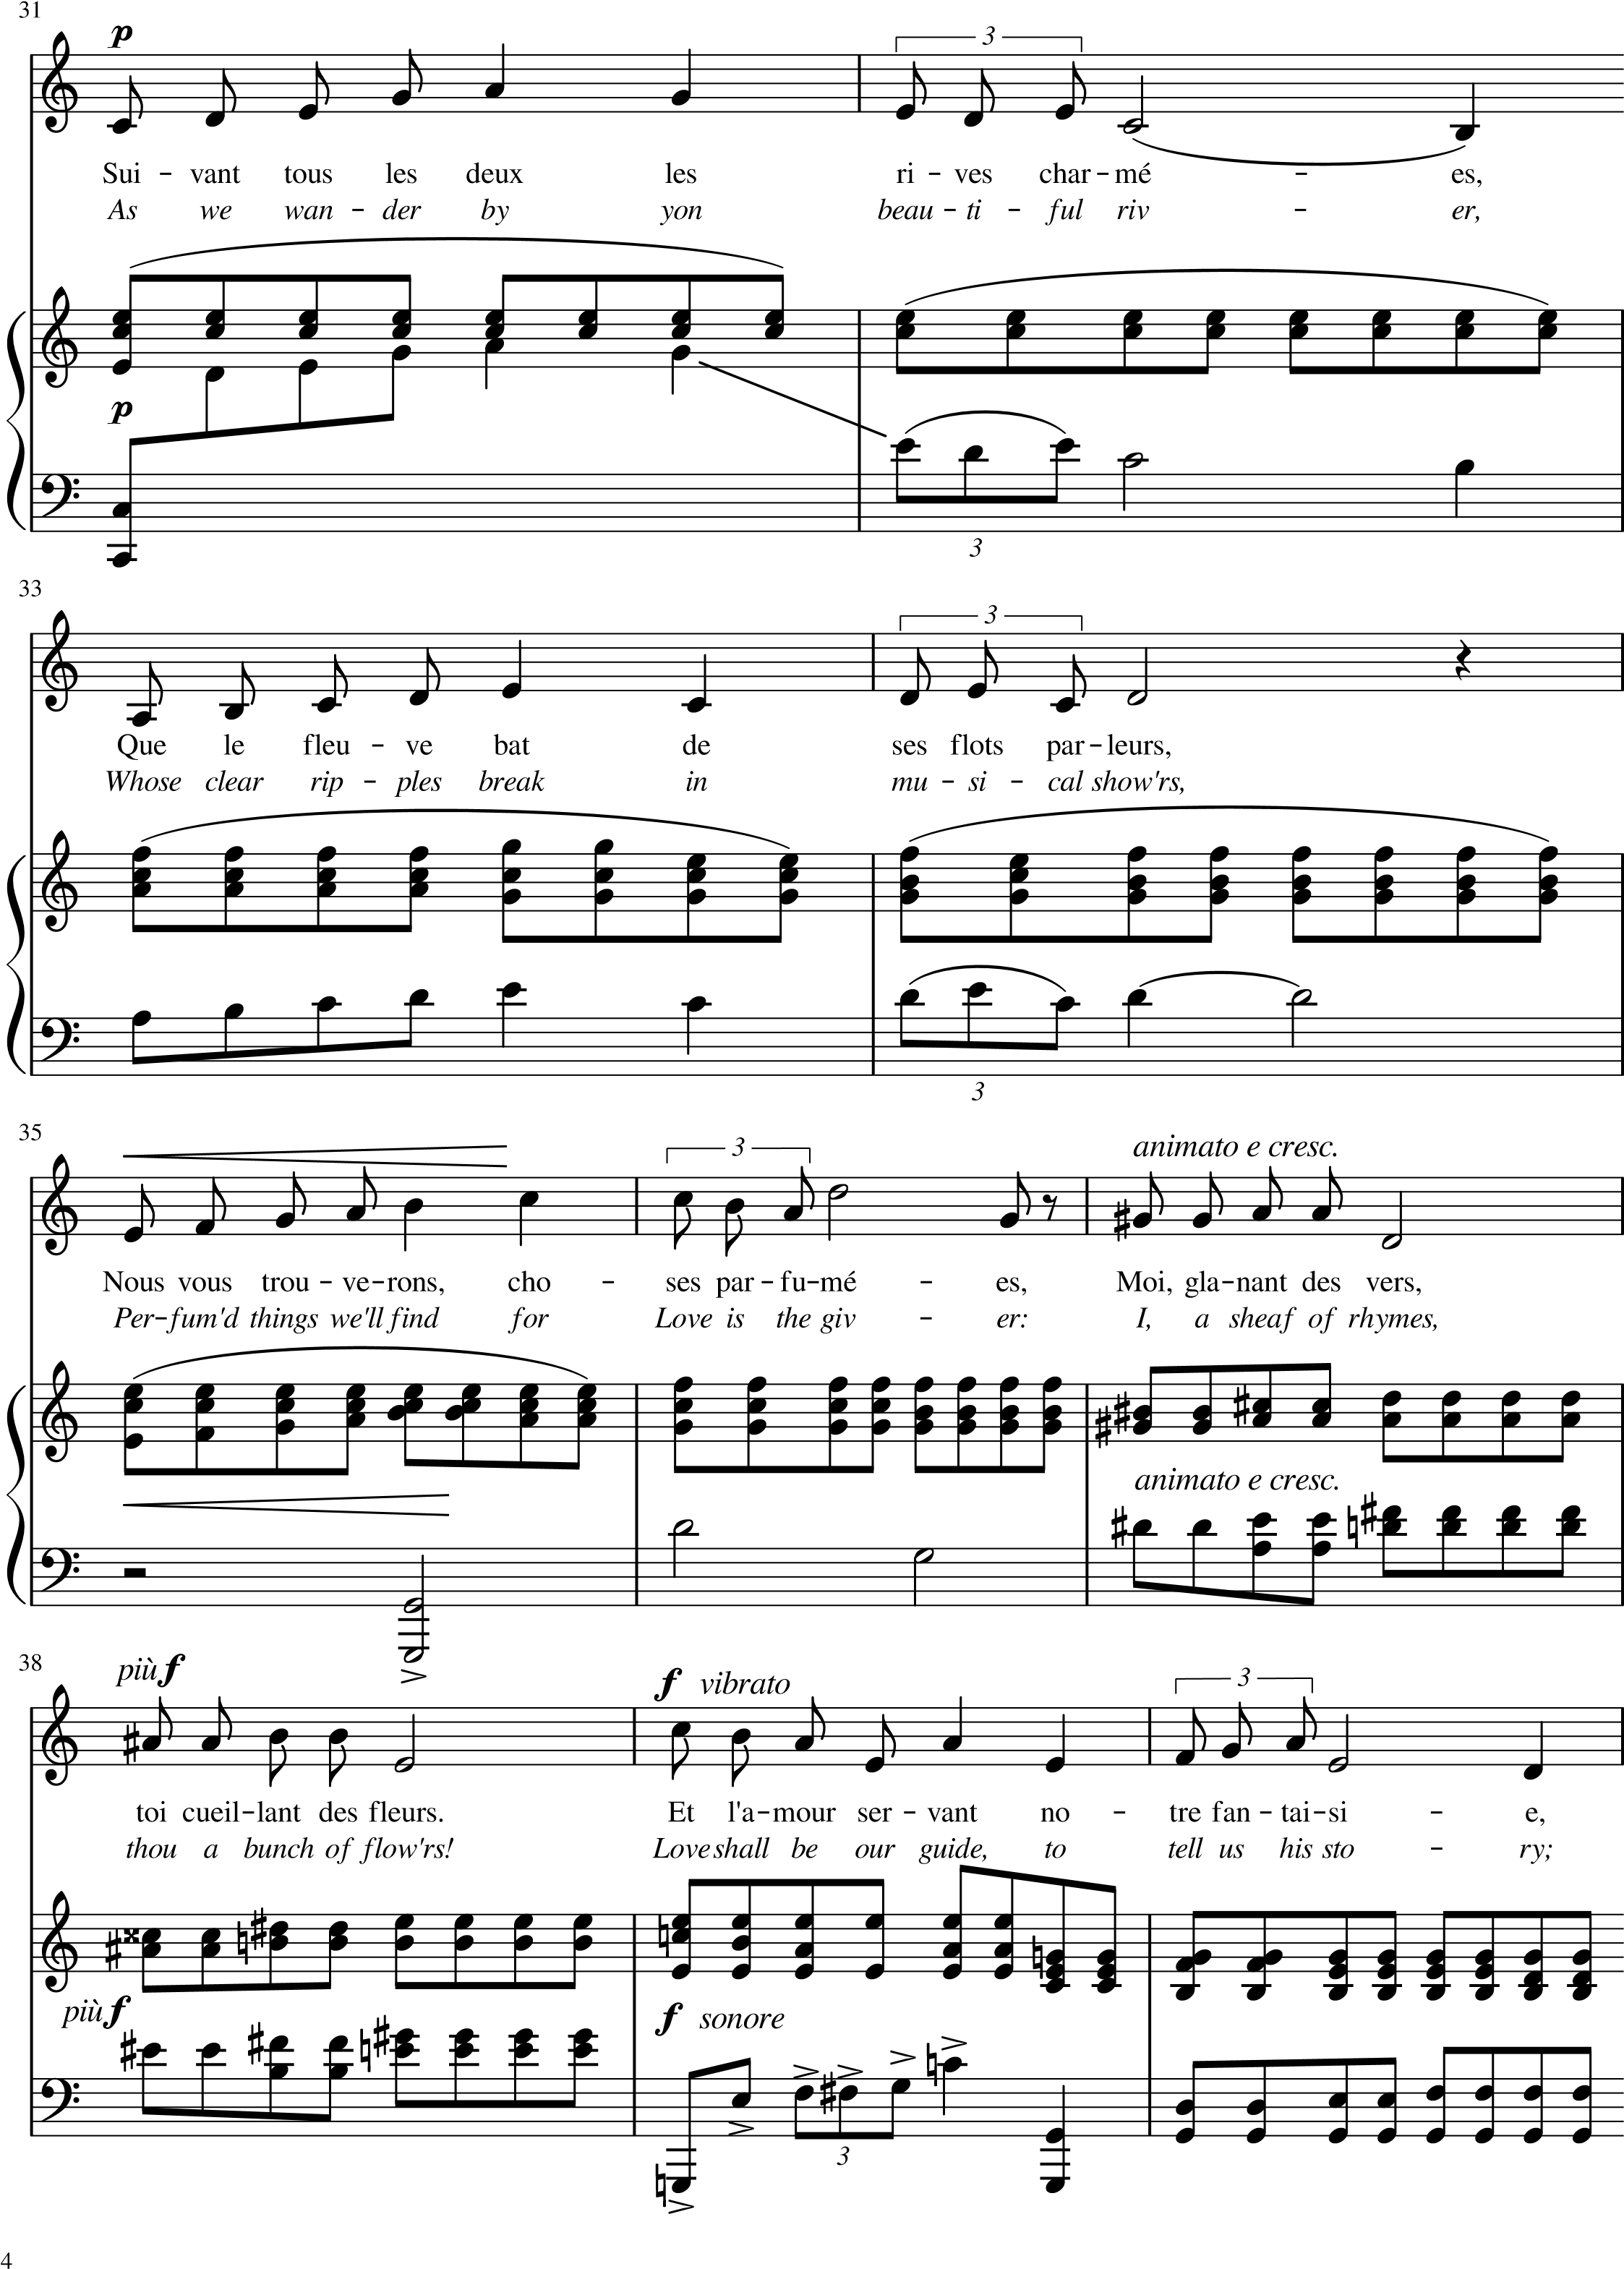 31
p
3
Sui - vant tous les deux les ri - ves char - mé - es,
As we wan - der by yon beau - ti - ful riv - er,
p
3
33
3
Que le fleu - ve bat de ses flots par - leurs,
Whose clear rip - ples break in mu - si - cal show'rs,
3
35
3
animato e cresc.
Nous vous trou - ve - rons, cho - ses par - fu - mé - es, Moi, gla - nant des vers,
Per - fum'd things we'll find for Love is the giv - er: I, a sheaf of rhymes,
animato e cresc.
38
più f
f vibrato
3
toi cueil - lant des fleurs. Et l'a - mour ser - vant no - tre fan - tai - si - e,
thou a bunch of flow'rs! Love shall be our guide, to tell us his sto - ry;
più f
f sonore
3
4